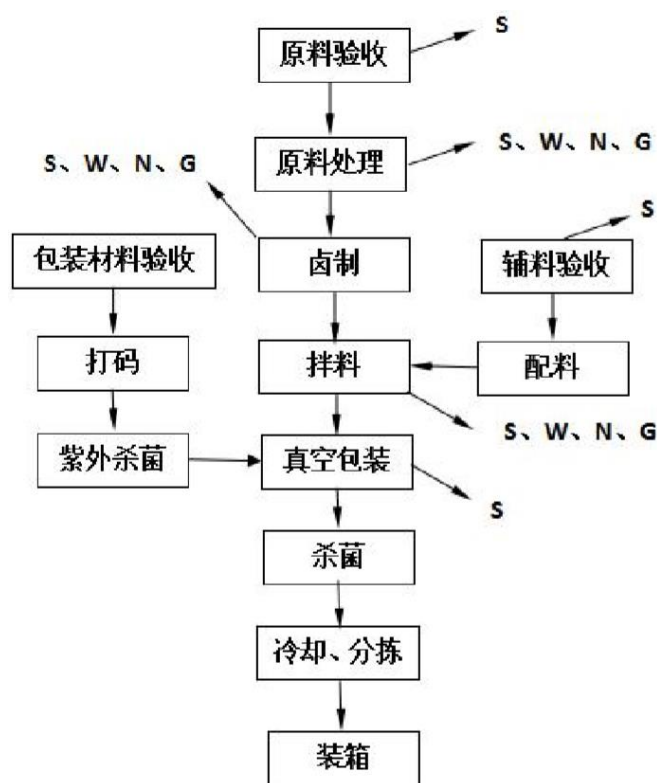 S
原料验收
S、W、N、G
原料处理
S、W、N、G
S
包装材料验收
卤制
辅料验收
打码
拌料
配料
S、W、N、G
紫外杀菌
真空包装
S
杀菌
冷却、分拣
装箱